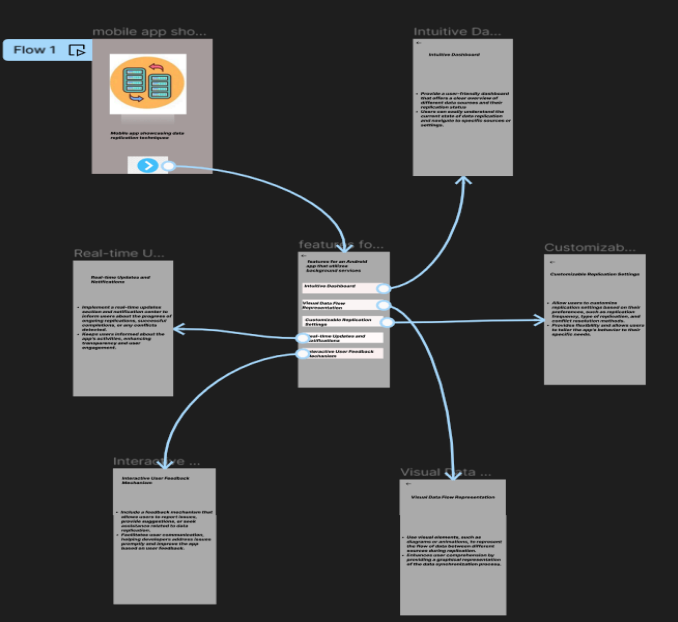 mobile app sho...
Flow 1
Mobile app showcasing data
replication techniques
Intuitive Da...
←
Intuitive Dashboard
• Provide a user-friendly dashboard
that offers a clear overview of
different data sources and their
replication status
• Users can easily understand the
current state of data replication
and navigate to specific sources or
settings.
features fo...
←
features for an Android
app that utilizes
background services
Intuitive Dashboard
Visual Data Flow
Representation
Customizable Replication
Settings
Real-time Updates and
Notifications
Interactive User Feedback
Mechanism
Real-time U...
Real-time Updates and
Notifications
• Implement a real-time updates
section and notification center to
inform users about the progress of
ongoing replications, successful
completions, or any conflicts
detected.
• Keeps users informed about the
app's activities, enhancing
transparency and user
engagement.
Customizab...
←
Customizable Replication Settings
• Allow users to customize
replication settings based on their
preferences, such as replication
frequency, type of replication, and
conflict resolution methods.
• Provides flexibility and allows users
to tailor the app's behavior to their
specific needs.
Interactive ...
Interactive User Feedback
Mechanism
• Include a feedback mechanism that
allows users to report issues,
provide suggestions, or seek
assistance related to data
replication.
• Facilitates user communication,
helping developers address issues
promptly and improve the app
based on user feedback.
Visual Data ...
←
Visual Data Flow Representation
• Use visual elements, such as
diagrams or animations, to represent
the flow of data between different
sources during replication.
• Enhances user comprehension by
providing a graphical representation
of the data synchronization process.